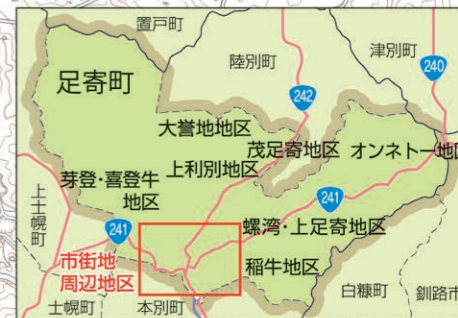 置戸町
陸別町
津別町
240
足寄町
242
大誉地地区
茂足寄地区
オンネトー地区
上利別地区
芽登・喜登牛
地区
上士幌町
241
241
螺湾・上足寄地区
市街地
周辺地区
稲牛地区
士幌町
本別町
白糠町
釧路市